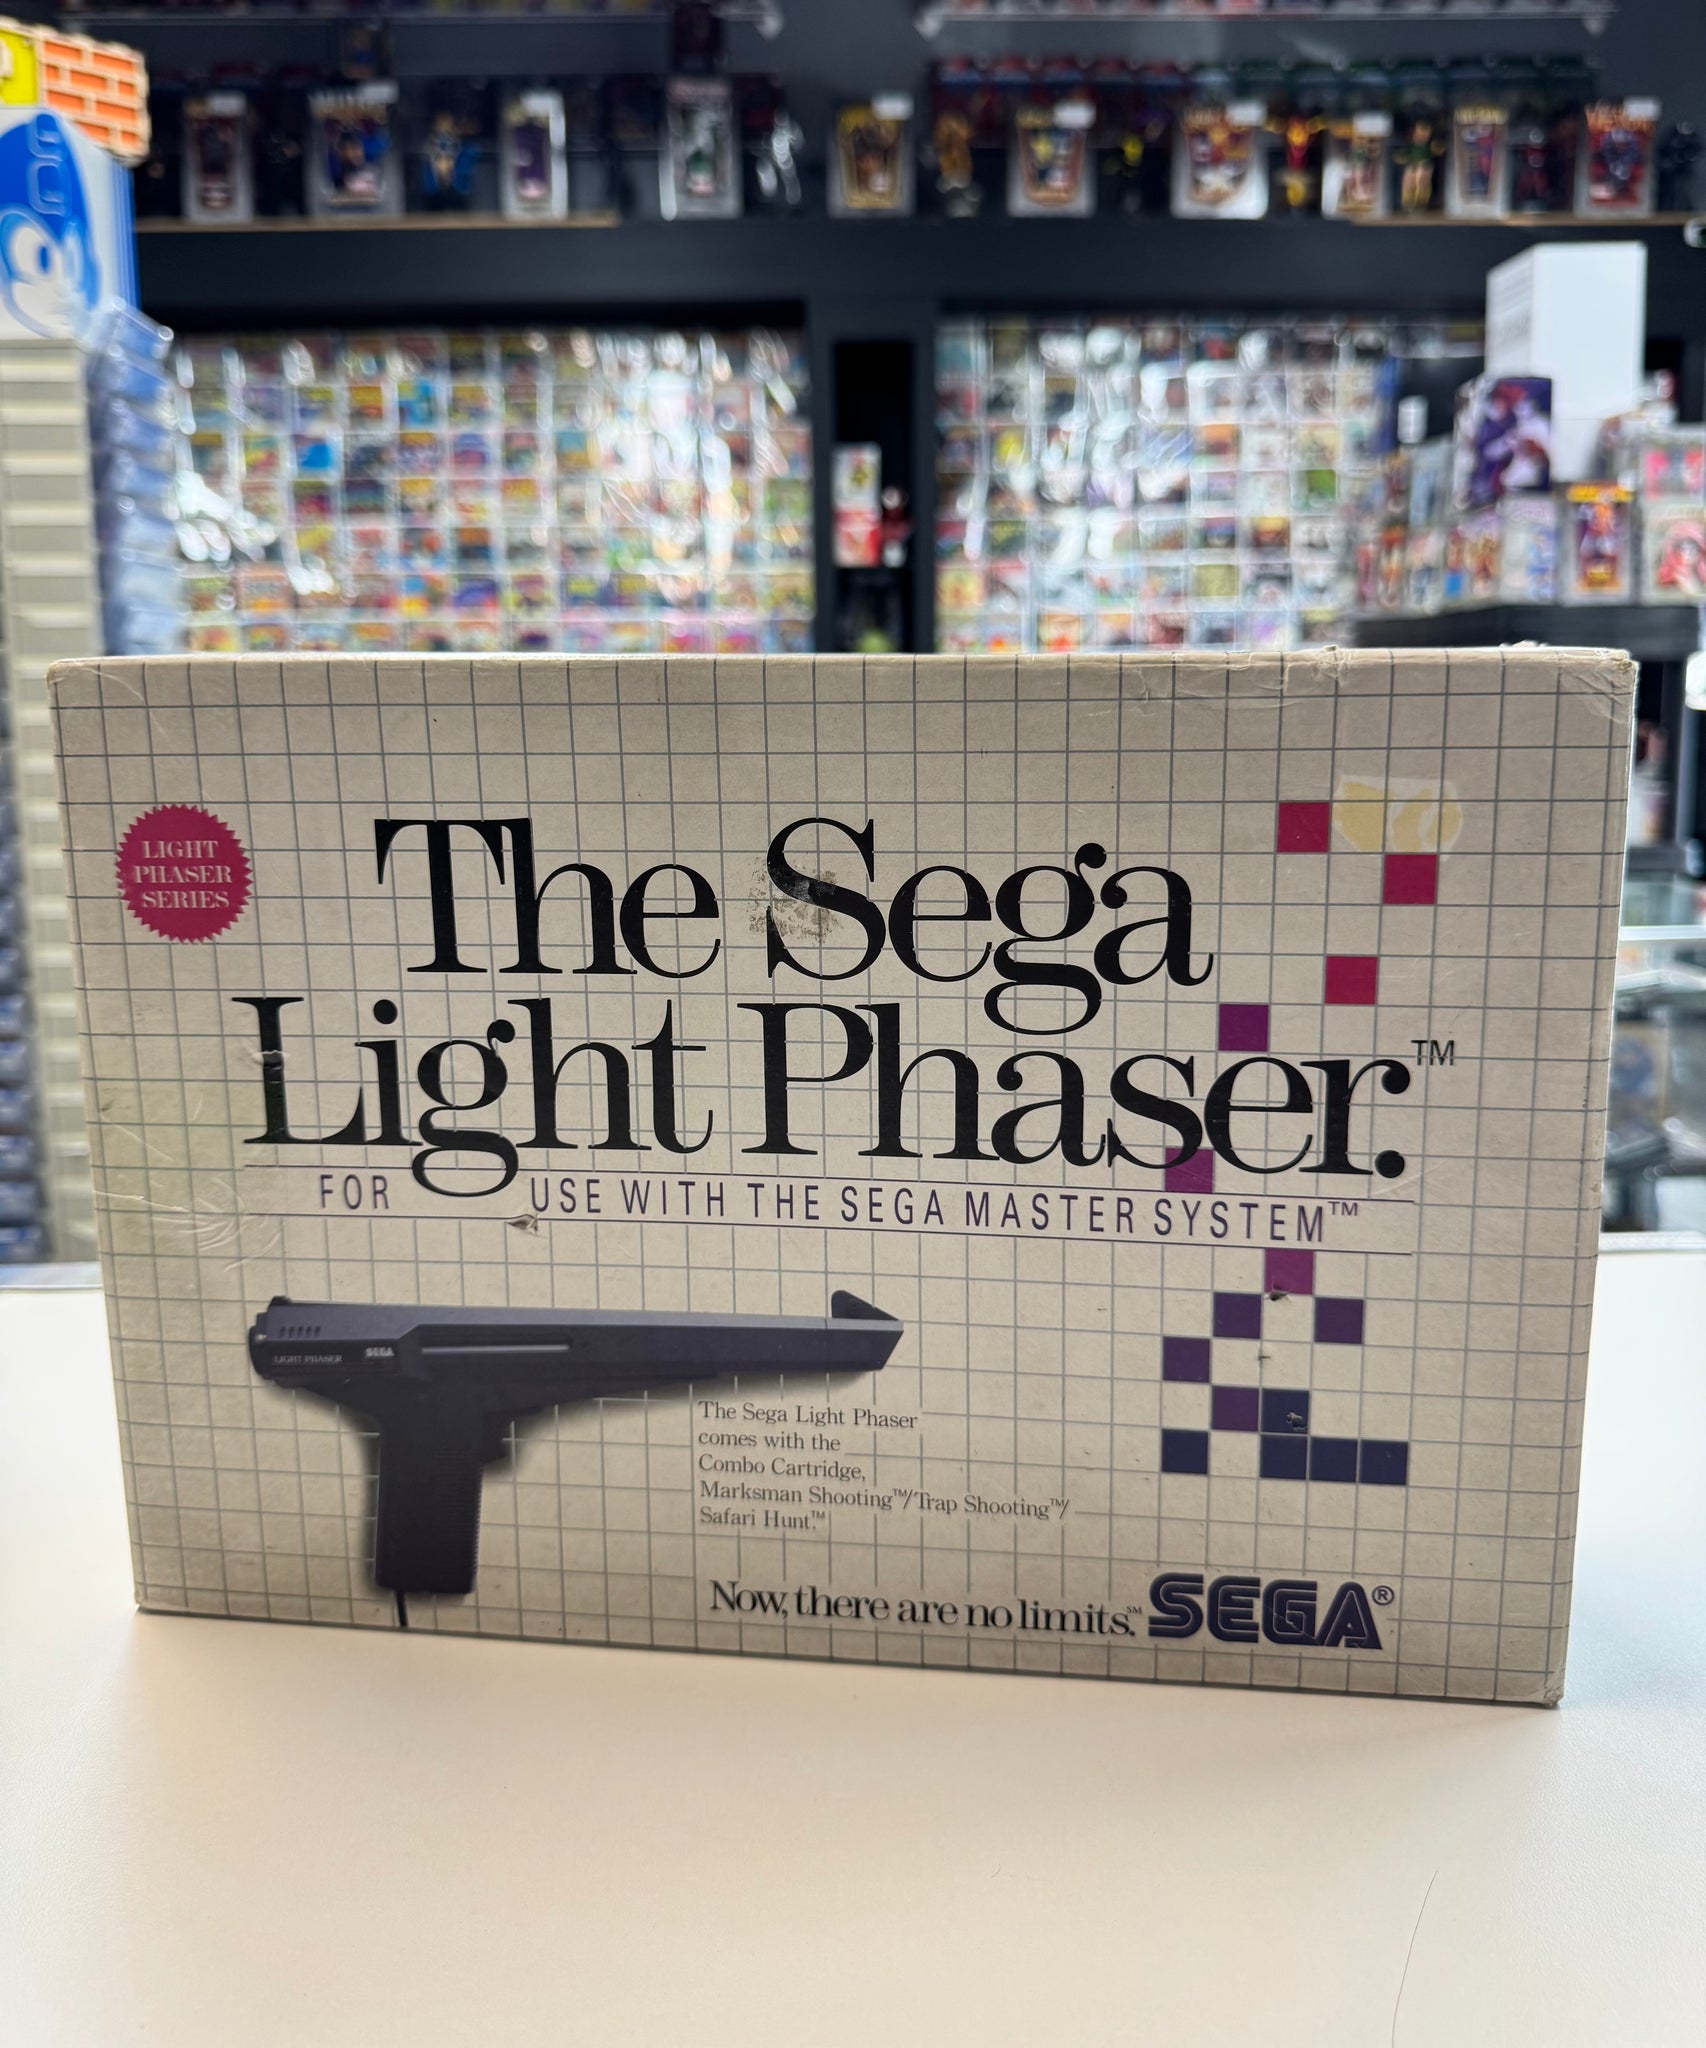 LIGHT
PHASER
SERIES
The Sega
Light Phaser.™
FOR USE WITH THE SEGA MASTER SYSTEM™
LIGHT PHASER SEGA
The Sega Light Phaser
comes with the
Combo Cartridge,
Marksman Shooting™/Trap Shooting™/
Safari Hunt.™
Now, there are no limits.℠ SEGA®